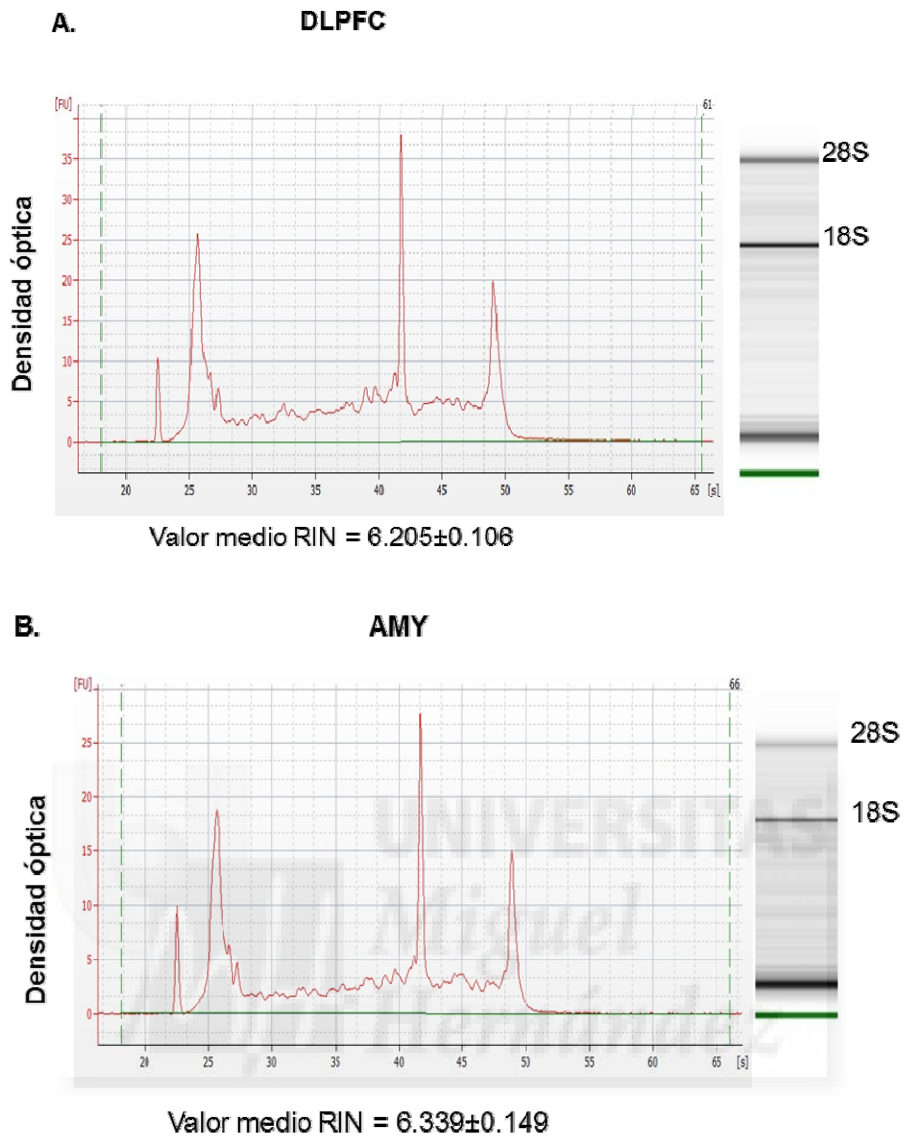 A. DLPFC
[FU]
61
35
30
25
20
15
10
5
0
20 25 30 35 40 45 50 55 60 65 [s]
Densidad óptica
28S
18S
Valor medio RIN = 6.205±0.106
B. AMY
[FU]
66
25
20
15
10
5
0
20 25 30 35 40 45 50 55 60 65 [s]
Densidad óptica
28S
18S
UNIVERSITAS
Miguel
Hernández
Valor medio RIN = 6.339±0.149